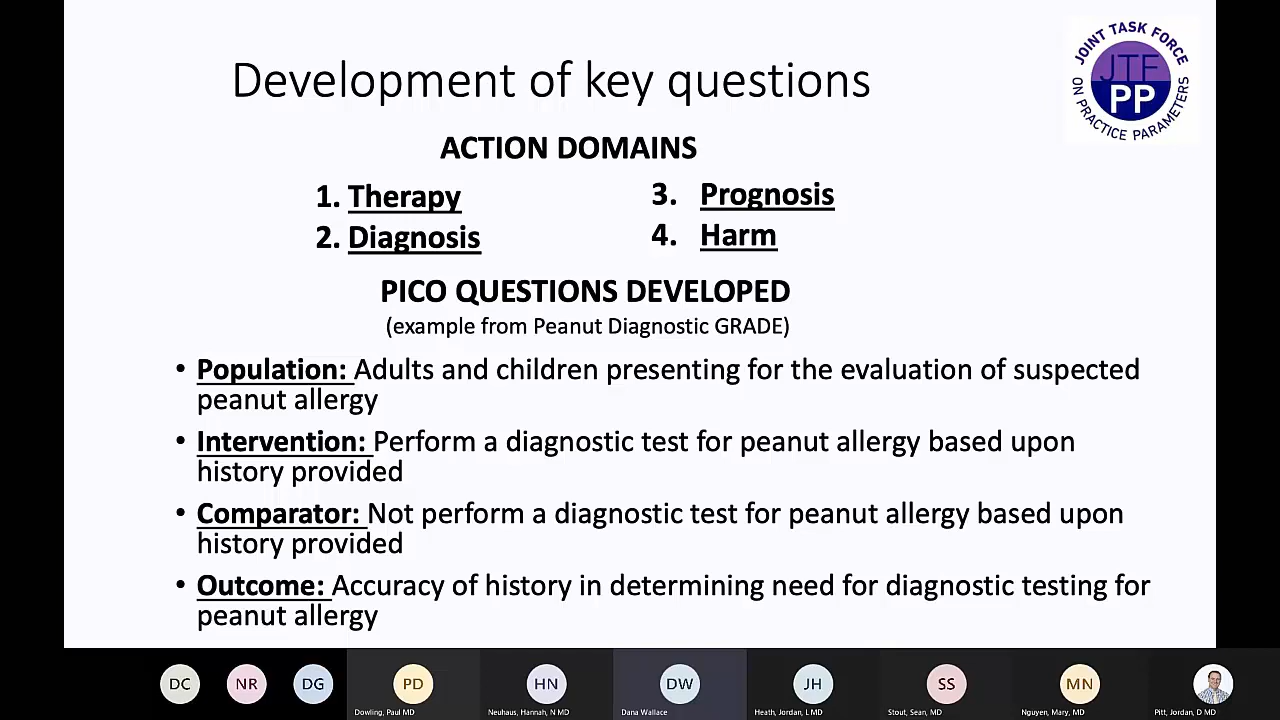 Development of key questions
JOINT TASK FORCE
JTF
PP
ON PRACTICE PARAMETERS
ACTION DOMAINS
1. Therapy
2. Diagnosis
3. Prognosis
4. Harm
PICO QUESTIONS DEVELOPED
(example from Peanut Diagnostic GRADE)
• Population: Adults and children presenting for the evaluation of suspected
peanut allergy
• Intervention: Perform a diagnostic test for peanut allergy based upon
history provided
• Comparator: Not perform a diagnostic test for peanut allergy based upon
history provided
• Outcome: Accuracy of history in determining need for diagnostic testing for
peanut allergy
DC
NR
DG
PD
Dowling, Paul MD
HN
Neuhaus, Hannah, N MD
DW
Dana Wallace
JH
Heath, Jordan, L MD
SS
Stout, Sean, MD
MN
Nguyen, Mary, MD
Pitt, Jordan, D MD